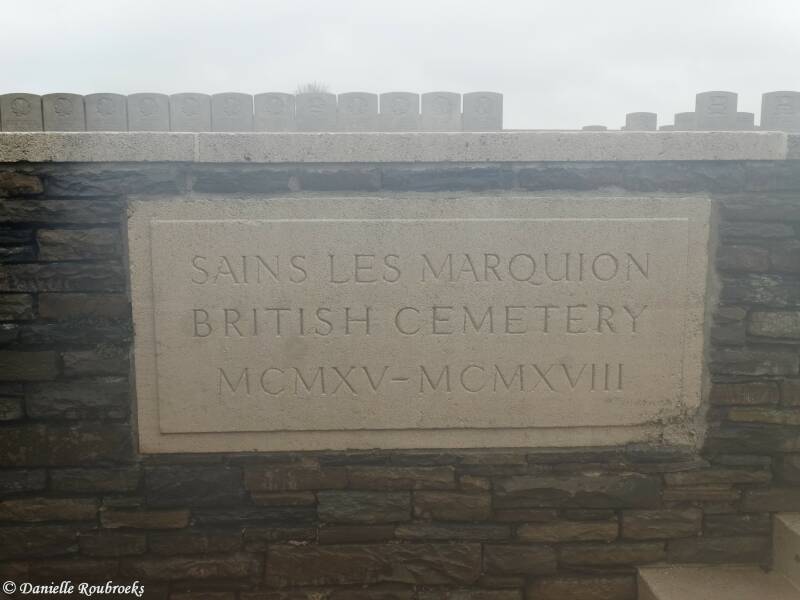 SAINS LES MARQUION
BRITISH CEMETERY
MCMXV-MCMXVIII
© Danielle Roubroeks